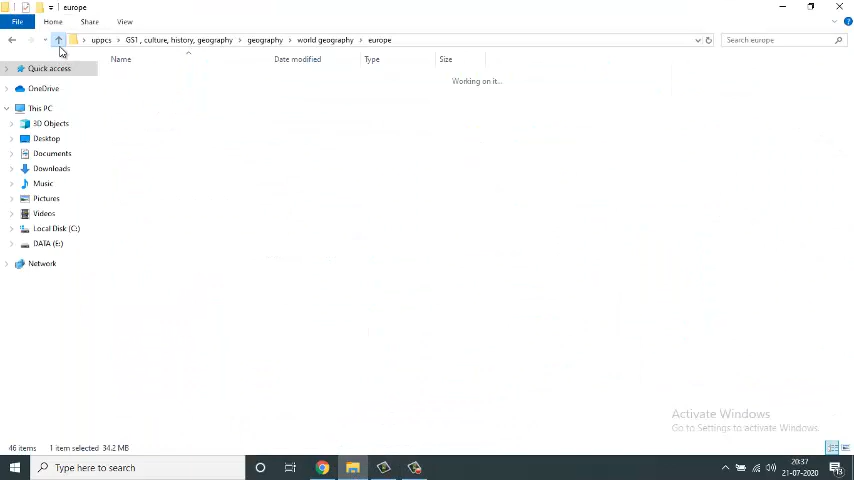 europe
File Home Share View
uppcs GS1 , culture, history, geography geography world geography europe Search europe
Name Date modified Type Size
Quick access
Working on it...
OneDrive
This PC
3D Objects
Desktop
Documents
Downloads
Music
Pictures
Videos
Local Disk (C:)
DATA (E:)
Network
Activate Windows
Go to Settings to activate Windows.
46 items 1 item selected 34.2 MB
Type here to search
20:37
21-07-2020